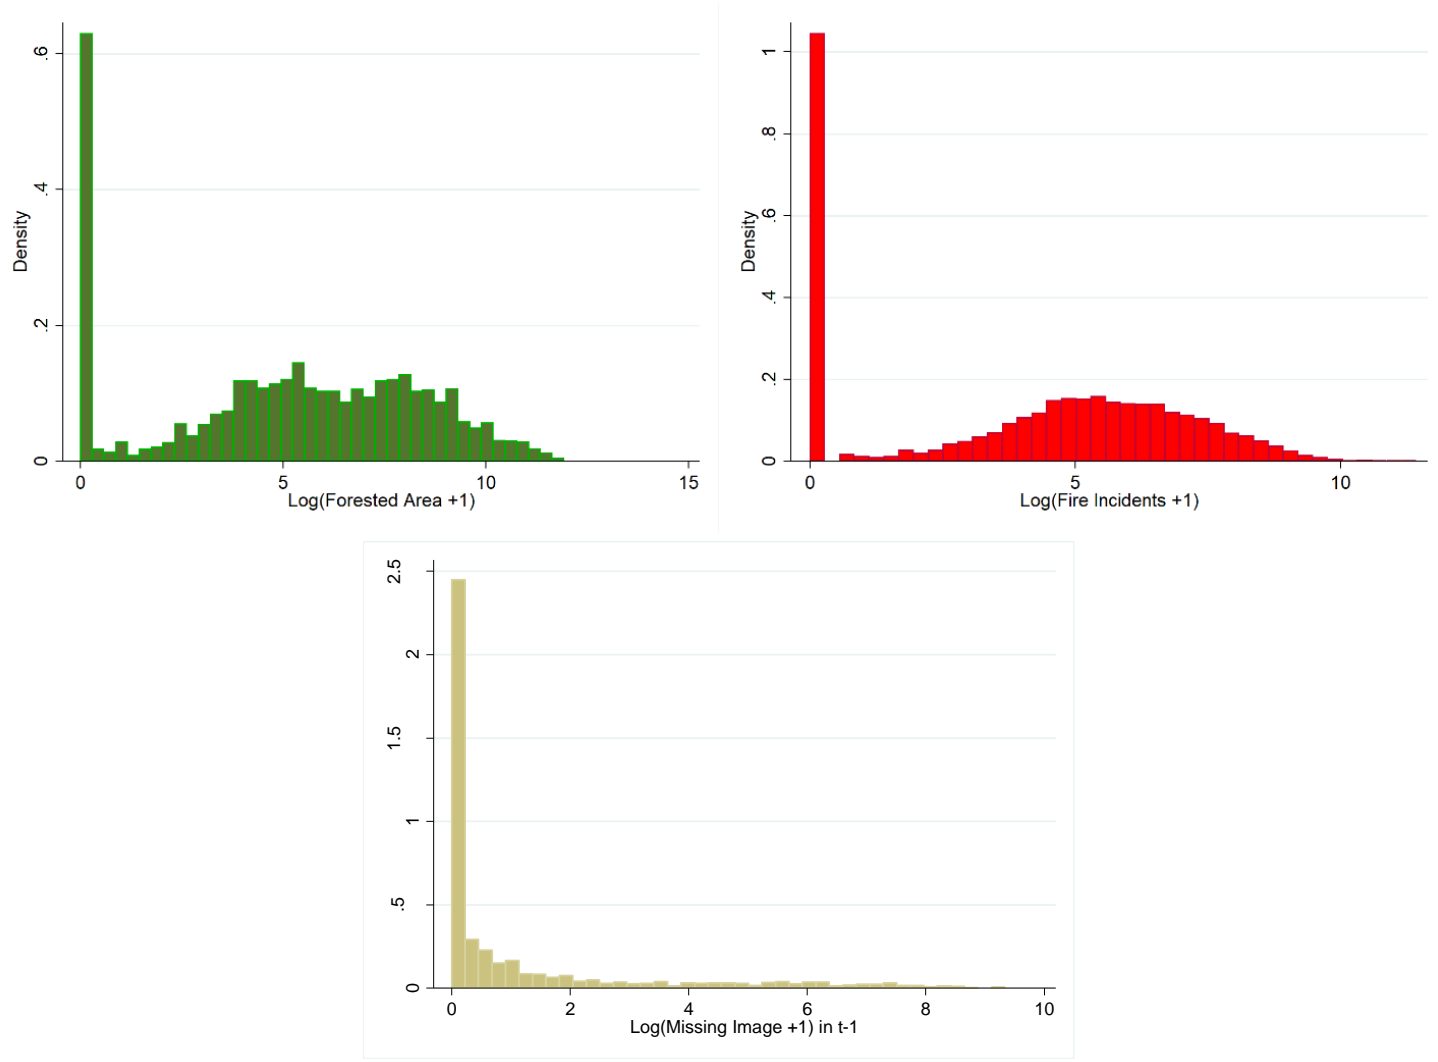 .6
.4
.2
0
Density
0 5 10 15
Log(Forested Area +1)
1
.8
.6
.4
.2
0
Density
0 5 10
Log(Fire Incidents +1)
2.5
2
1.5
1
.5
0
0 2 4 6 8 10
Log(Missing Image +1) in t-1